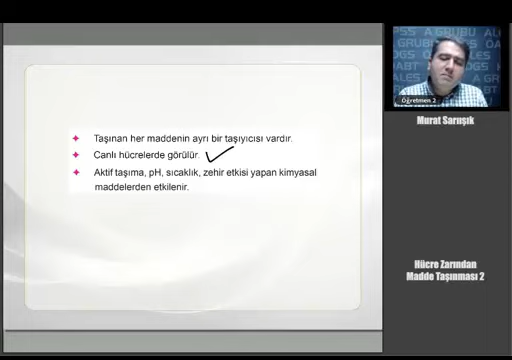 Taşınan her maddenin ayrı bir taşıyıcısı vardır.
Canlı hücrelerde görülür.
Aktif taşıma, pH, sıcaklık, zehir etkisi yapan kimyasal
maddelerden etkilenir.
Öğretmen 2
Murat Sarıışık
Hücre Zarından
Madde Taşınması 2